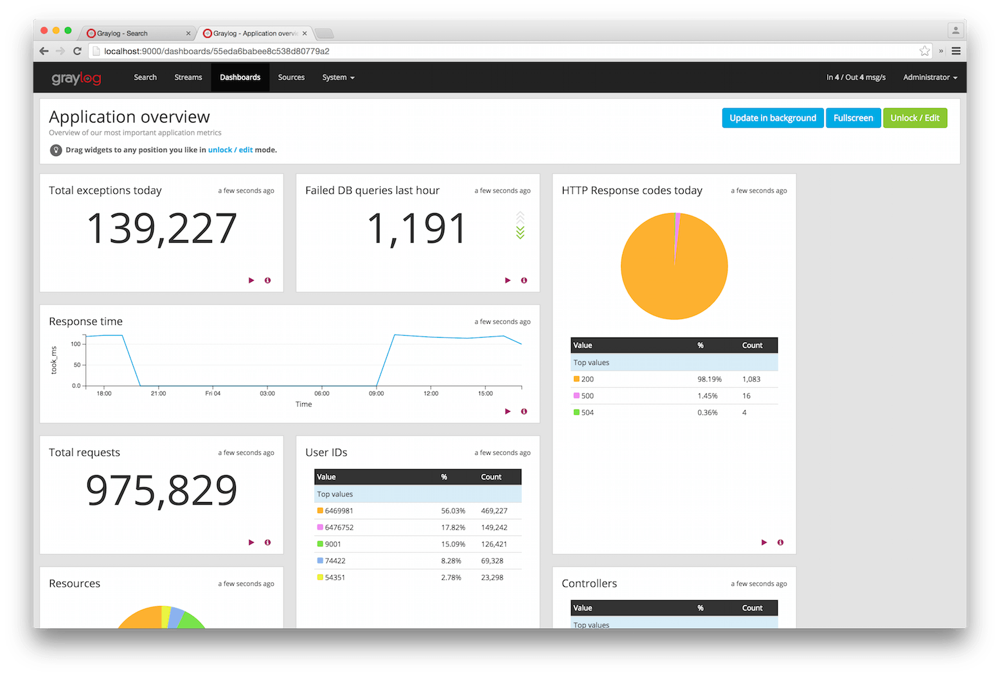 Graylog - Search
Graylog - Application overvie
localhost:9000/dashboards/55eda6babee8c538d80779a2
graylog
Search
Streams
Dashboards
Sources
System
In 4 / Out 4 msg/s
Administrator
Application overview
Overview of our most important application metrics
Drag widgets to any position you like in unlock / edit mode.
Update in background
Fullscreen
Unlock / Edit
Total exceptions today
a few seconds ago
139,227
Failed DB queries last hour
a few seconds ago
1,191
HTTP Response codes today
a few seconds ago
Value % Count
Top values
200 98.19% 1,083
500 1.45% 16
504 0.36% 4
Response time
a few seconds ago
took_ms
100
50
0.0
18:00 21:00 Fri 04 03:00 06:00 09:00 12:00 15:00
Time
Total requests
a few seconds ago
975,829
User IDs
a few seconds ago
Value % Count
Top values
6469981 56.03% 469,227
6476752 17.82% 149,242
9001 15.09% 126,421
74422 8.28% 69,328
54351 2.78% 23,298
Resources
a few seconds ago
Controllers
a few seconds ago
Value % Count
Top values